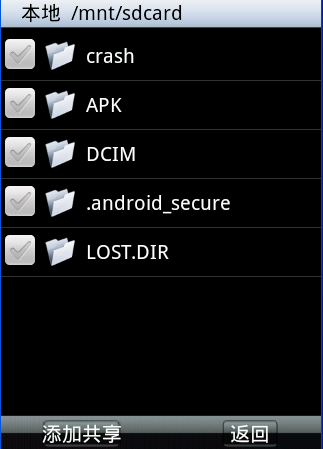 本地 /mnt/sdcard
crash
APK
DCIM
.android_secure
LOST.DIR
添加共享 返回